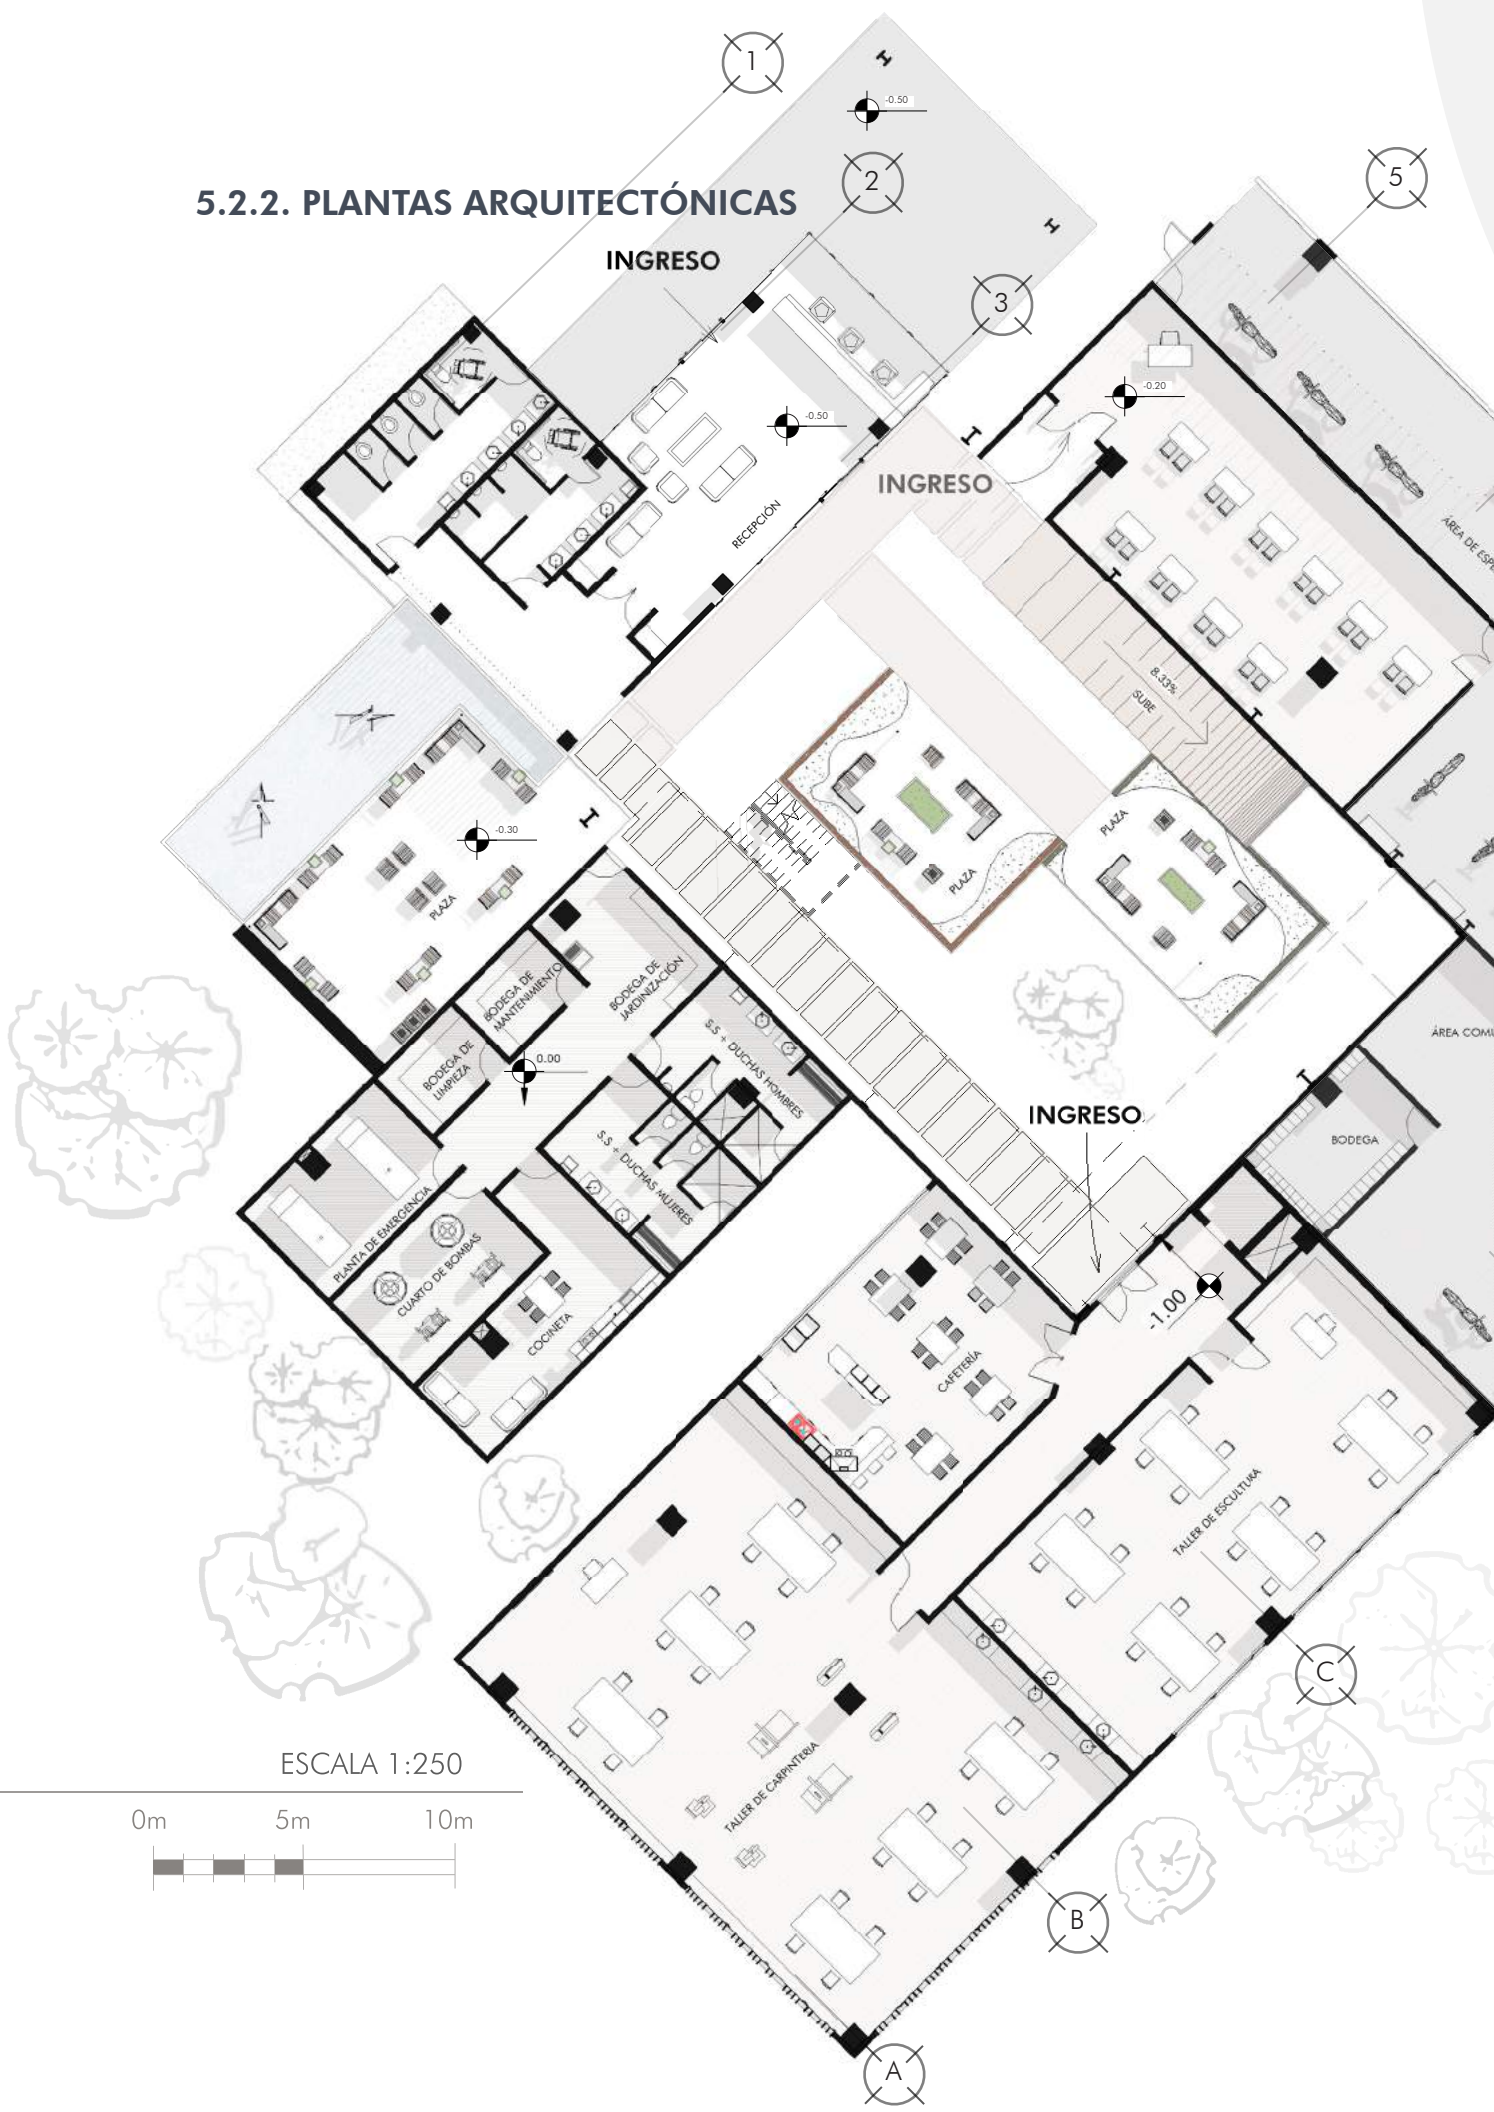 1
-0.50
2
5
5.2.2. PLANTAS ARQUITECTÓNICAS
INGRESO
3
-0.20
-0.50
INGRESO
RECEPCIÓN
8.33%
SUBE
-0.30
PLAZA
PLAZA
PLAZA
BODEGA DE
MANTENIMIENTO
BODEGA DE
JARDINIZACIÓN
BODEGA DE
LIMPIEZA
0.00
S.S + DUCHAS HOMBRES
S.S + DUCHAS MUJERES
INGRESO
BODEGA
PLANTA DE EMERGENCIA
CUARTO DE BOMBAS
COCINETA
-1.00
CAFETERÍA
TALLER DE ESCULTURA
TALLER DE CARPINTERIA
C
ESCALA 1:250
0m 5m 10m
B
A